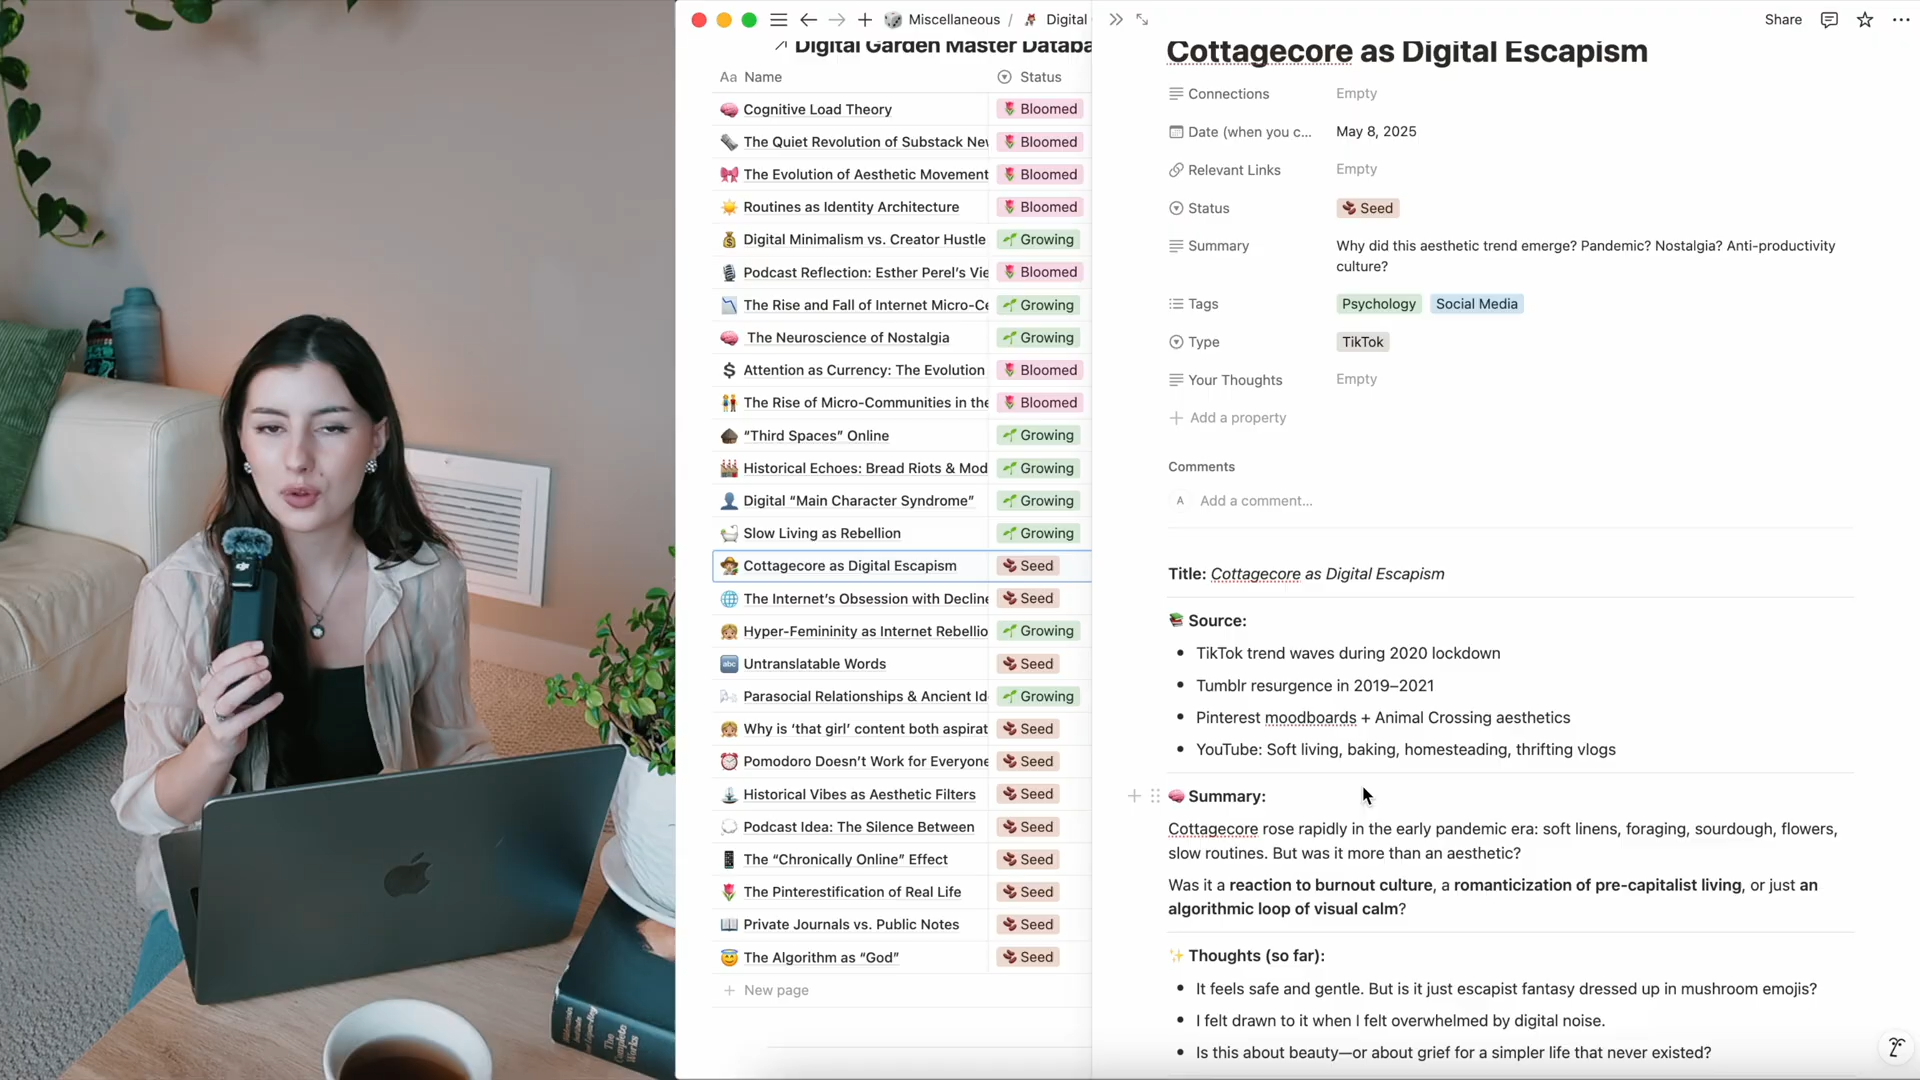 Miscellaneous / Digital
Share
Digital Garden Master Databa
Aa Name Status
Cognitive Load Theory Bloomed
The Quiet Revolution of Substack Nev Bloomed
The Evolution of Aesthetic Movement Bloomed
Routines as Identity Architecture Bloomed
Digital Minimalism vs. Creator Hustle Growing
Podcast Reflection: Esther Perel's Vie Bloomed
The Rise and Fall of Internet Micro-Ce Growing
The Neuroscience of Nostalgia Growing
Attention as Currency: The Evolution Bloomed
The Rise of Micro-Communities in the Bloomed
“Third Spaces” Online Growing
Historical Echoes: Bread Riots & Mod Growing
Digital “Main Character Syndrome” Growing
Slow Living as Rebellion Growing
Cottagecore as Digital Escapism Seed
The Internet's Obsession with Decline Seed
Hyper-Femininity as Internet Rebellio Growing
Untranslatable Words Seed
Parasocial Relationships & Ancient Id Growing
Why is ‘that girl’ content both aspirat Seed
Pomodoro Doesn't Work for Everyone Seed
Historical Vibes as Aesthetic Filters Seed
Podcast Idea: The Silence Between Seed
The “Chronically Online” Effect Seed
The Pinterestification of Real Life Seed
Private Journals vs. Public Notes Seed
The Algorithm as “God” Seed
New page
Cottagecore as Digital Escapism
Connections Empty
Date (when you c... May 8, 2025
Relevant Links Empty
Status Seed
Summary Why did this aesthetic trend emerge? Pandemic? Nostalgia? Anti-productivity
culture?
Tags Psychology Social Media
Type TikTok
Your Thoughts Empty
Add a property
Comments
A Add a comment...
Title: Cottagecore as Digital Escapism
Source:
• TikTok trend waves during 2020 lockdown
• Tumblr resurgence in 2019–2021
• Pinterest moodboards + Animal Crossing aesthetics
• YouTube: Soft living, baking, homesteading, thrifting vlogs
Summary:
Cottagecore rose rapidly in the early pandemic era: soft linens, foraging, sourdough, flowers,
slow routines. But was it more than an aesthetic?
Was it a reaction to burnout culture, a romanticization of pre-capitalist living, or just an
algorithmic loop of visual calm?
Thoughts (so far):
• It feels safe and gentle. But is it just escapist fantasy dressed up in mushroom emojis?
• I felt drawn to it when I felt overwhelmed by digital noise.
• Is this about beauty—or about grief for a simpler life that never existed?
dji
The Complete
Works